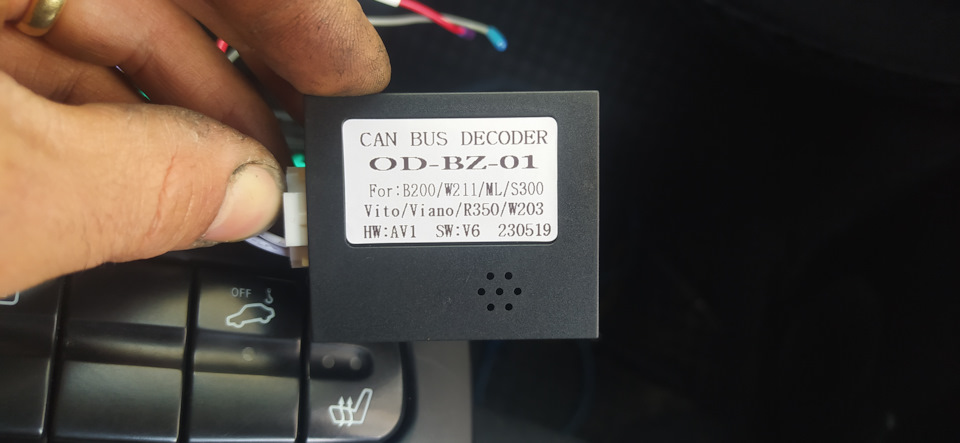 CAN BUS DECODER
OD-BZ-01
For:B200/W211/ML/S300
Vito/Viano/R350/W203
HW:AV1 SW:V6 230519
OFF